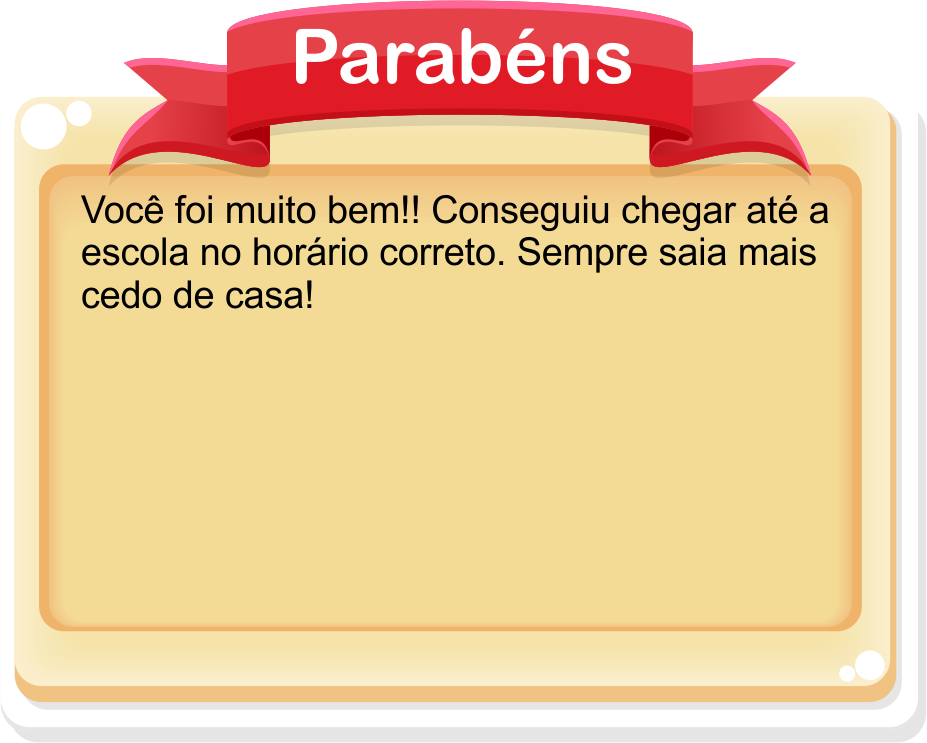 Parabéns
Você foi muito bem!! Conseguiu chegar até a
escola no horário correto. Sempre saia mais
cedo de casa!